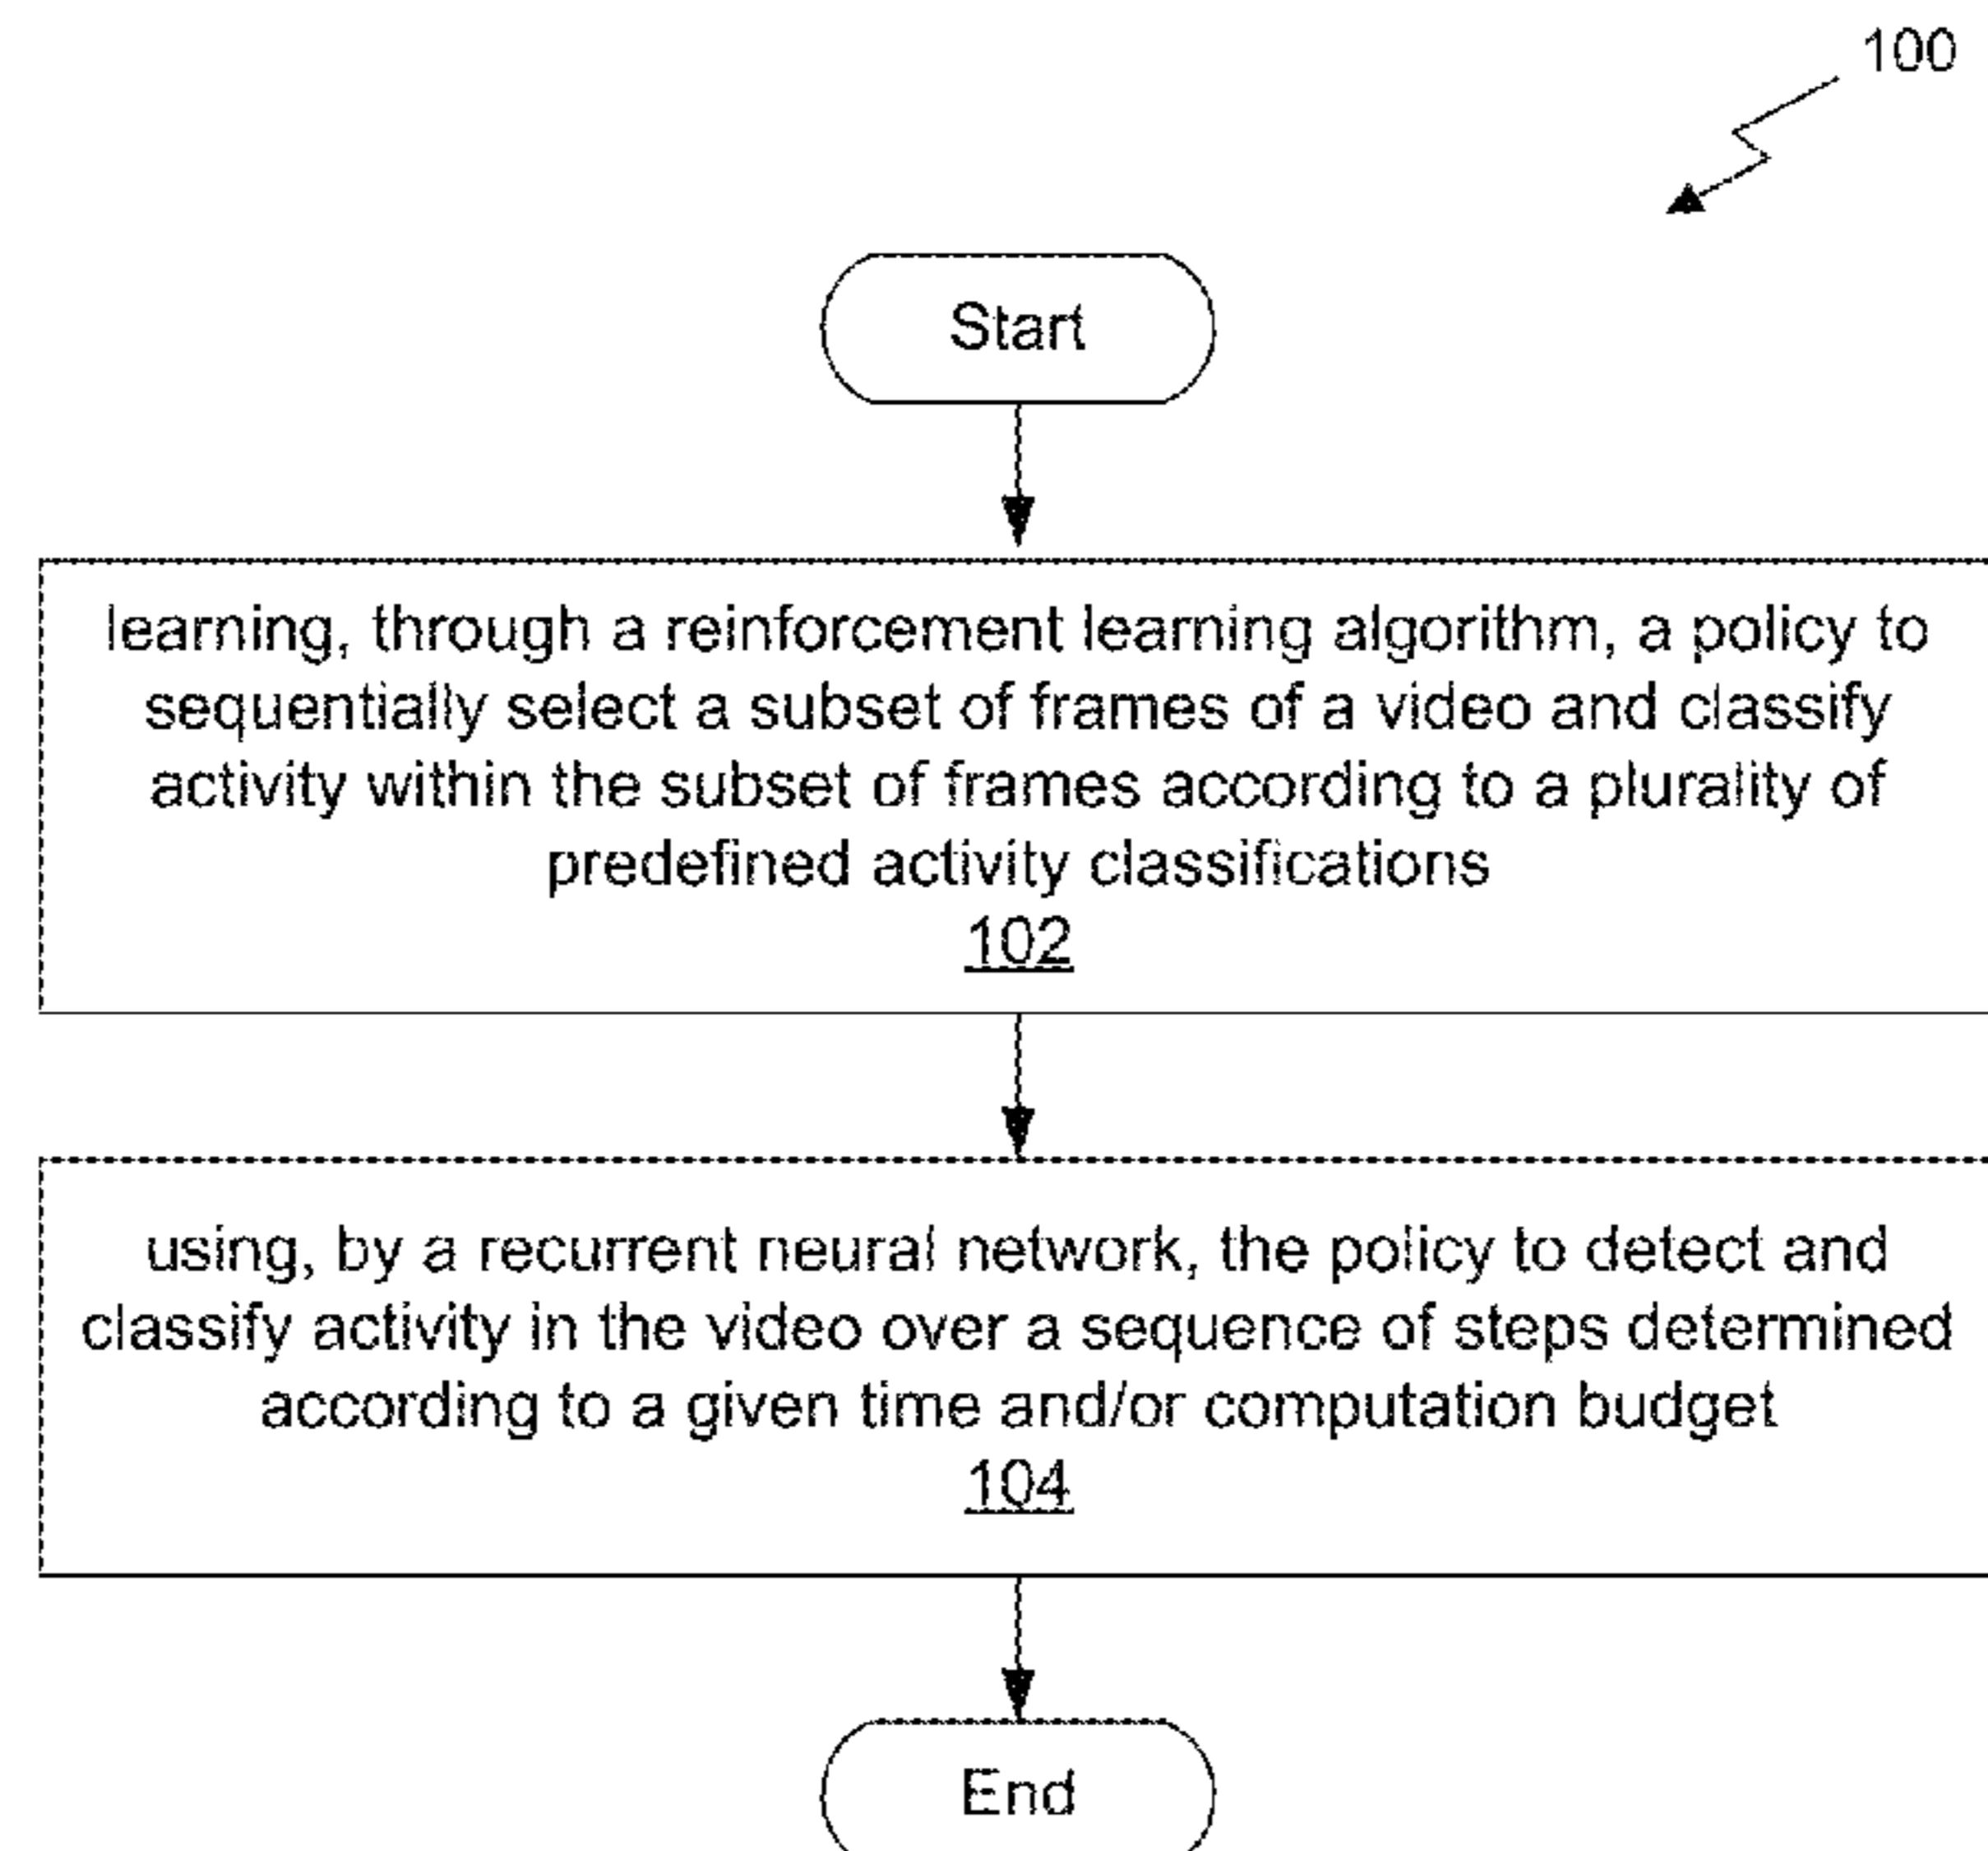 100
Start
learning, through a reinforcement learning algorithm, a policy to
sequentially select a subset of frames of a video and classify
activity within the subset of frames according to a plurality of
predefined activity classifications
102
using, by a recurrent neural network, the policy to detect and
classify activity in the video over a sequence of steps determined
according to a given time and/or computation budget
104
End